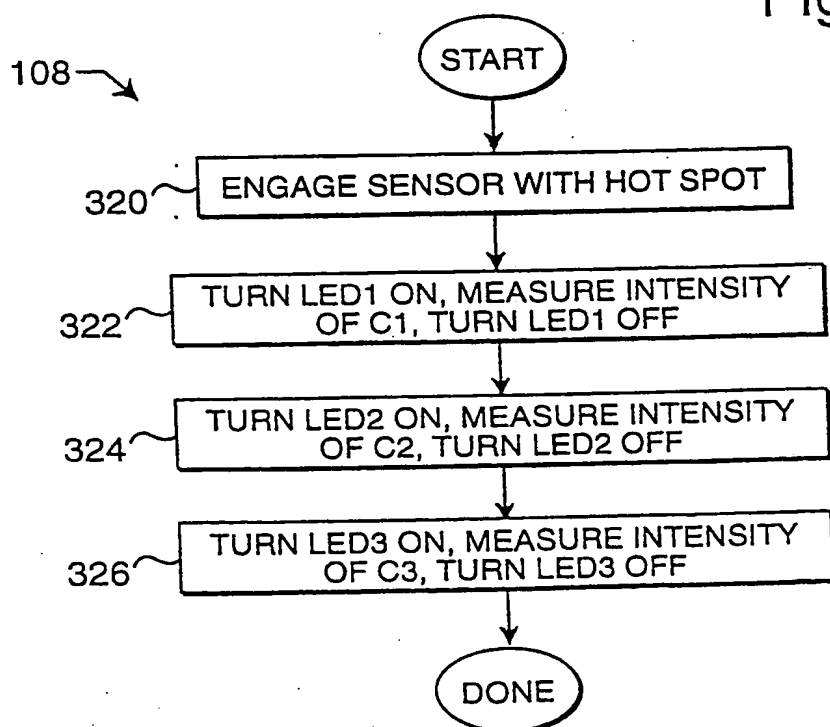 Fig
START
108
320
ENGAGE SENSOR WITH HOT SPOT
322
TURN LED1 ON, MEASURE INTENSITY
OF C1, TURN LED1 OFF
324
TURN LED2 ON, MEASURE INTENSITY
OF C2, TURN LED2 OFF
326
TURN LED3 ON, MEASURE INTENSITY
OF C3, TURN LED3 OFF
DONE